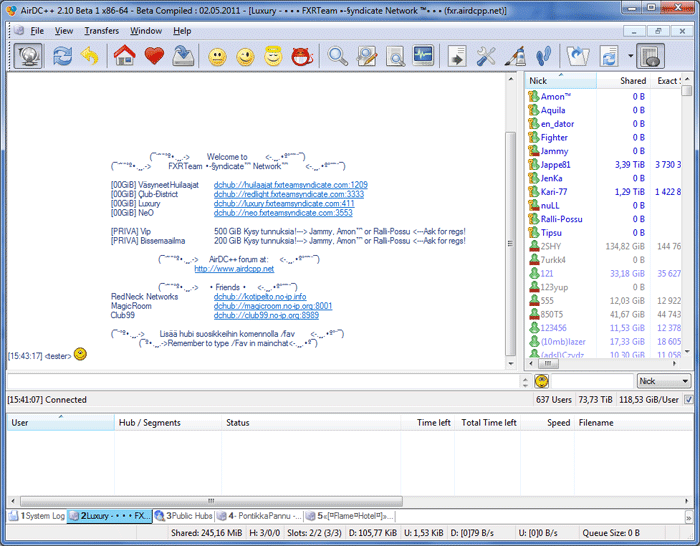 AirDC++ 2.10 Beta 1 x86-64 - Beta Compiled : 02.05.2011 - [Luxury - • • • FXRTeam •-§yndicate Network ™• • • (fxr.airdcpp.net)]
File View Transfers Window Help
Welcome to
FXRTeam •-§yndicate™ Network™
[00GiB] VäsyneetHuilaajat dchub://huilaajat.fxrteamsyndicate.com:1209
[00GiB] Çlub-District dchub://redlight.fxrteamsyndicate.com:3333
[00GiB] Luxury dchub://luxury.fxrteamsyndicate.com:411
[00GiB] NeO dchub://neo.fxrteamsyndicate.com:3553
[PRIVA] Vip 500 GiB Kysy tunnuksia!---> Jammy, Amon™ or Ralli-Possu <---Ask for regs!
[PRIVA] Bissemaailma 200 GiB Kysy tunnuksia!---> Jammy, Amon™ or Ralli-Possu <---Ask for regs!
AirDC++ forum at:
http://www.airdcpp.net
• Friends •
RedNeck Networks dchub://kotipelto.no-ip.info
MagicRoom dchub://magicroom.no-ip.org:8001
Club99 dchub://club99.no-ip.org:8989
Lisää hubi suosikkeihin komennolla /fav
Remember to type /Fav in mainchat
[15:43:17] <tester>
Nick Shared Exact S
Amon™ 0 B
Aquila 0 B
en_dator 0 B
Fighter 0 B
Jammy 0 B
Jappe81 3,39 TiB 3 730 3
JenKa 0 B
Kari-77 1,29 TiB 1 422 8
nuLL 0 B
Ralli-Possu 0 B
Tipsu 0 B
2SHY 134,82 GiB 144 76
7urkk4 0 B
121 33,18 GiB 35 627
123yup 0 B
555 12,03 GiB 12 922
850T5 41,67 GiB 44 743
123456 11,53 GiB 12 378
(10mb)lazer 17,33 GiB 18 605
{adsl}Czydz 10,30 GiB 11 058
Nick
[15:41:07] Connected 637 Users 73,73 TiB 118,53 GiB/User
User Hub / Segments Status Time left Total Time left Speed Filename
1System Log 2Luxury - • • • FX... 3Public Hubs 4- PontikkaPannu -... 5«[¤Flame¤Hotel¤]»...
Shared: 245,16 MiB H: 3/0/0 Slots: 2/2 (3/3) D: 105,77 KiB U: 1,53 KiB D: [0]79 B/s U: [0]0 B/s Queue Size: 0 B